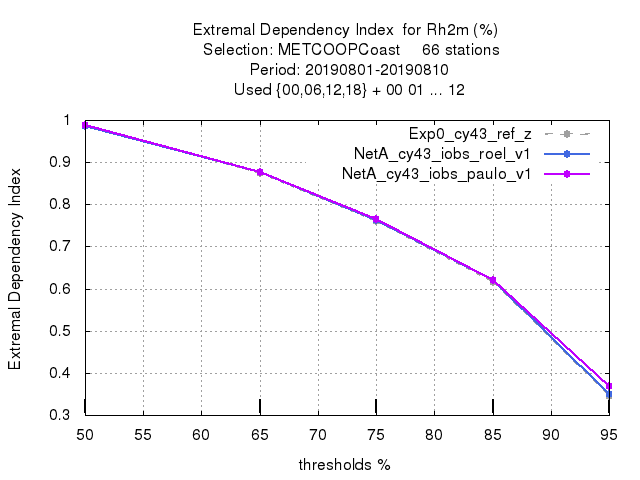 Extremal Dependency Index for Rh2m (%)
Selection: METCOOPCoast 66 stations
Period: 20190801-20190810
Used {00,06,12,18} + 00 01 ... 12
Exp0_cy43_ref_z
NetA_cy43_iobs_roel_v1
NetA_cy43_iobs_paulo_v1
Extremal Dependency Index
1
0.9
0.8
0.7
0.6
0.5
0.4
0.3
50 55 60 65 70 75 80 85 90 95
thresholds %